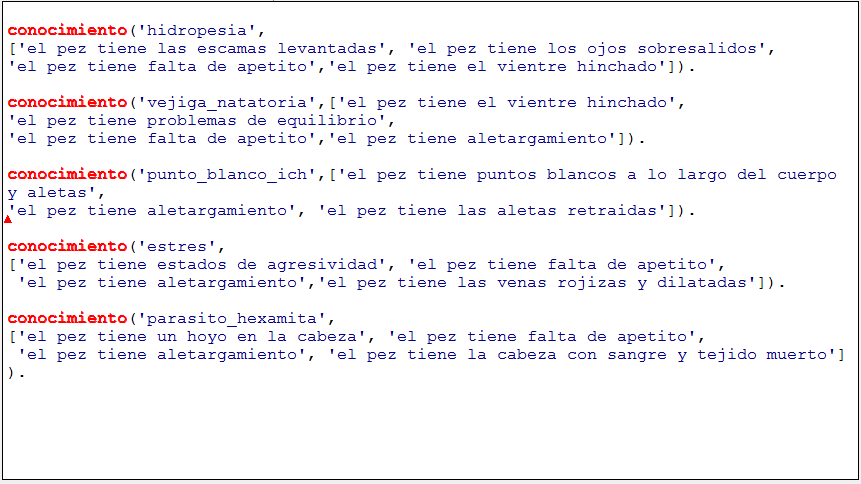 conocimiento('hidropesia',
['el pez tiene las escamas levantadas', 'el pez tiene los ojos sobresalidos',
'el pez tiene falta de apetito','el pez tiene el vientre hinchado']).
conocimiento('vejiga_natatoria',['el pez tiene el vientre hinchado',
'el pez tiene problemas de equilibrio',
'el pez tiene falta de apetito','el pez tiene aletargamiento']).
conocimiento('punto_blanco_ich',['el pez tiene puntos blancos a lo largo del cuerpo
y aletas',
'el pez tiene aletargamiento', 'el pez tiene las aletas retraidas']).
conocimiento('estres',
['el pez tiene estados de agresividad', 'el pez tiene falta de apetito',
'el pez tiene aletargamiento','el pez tiene las venas rojizas y dilatadas']).
conocimiento('parasito_hexamita',
['el pez tiene un hoyo en la cabeza', 'el pez tiene falta de apetito',
'el pez tiene aletargamiento', 'el pez tiene la cabeza con sangre y tejido muerto']
).